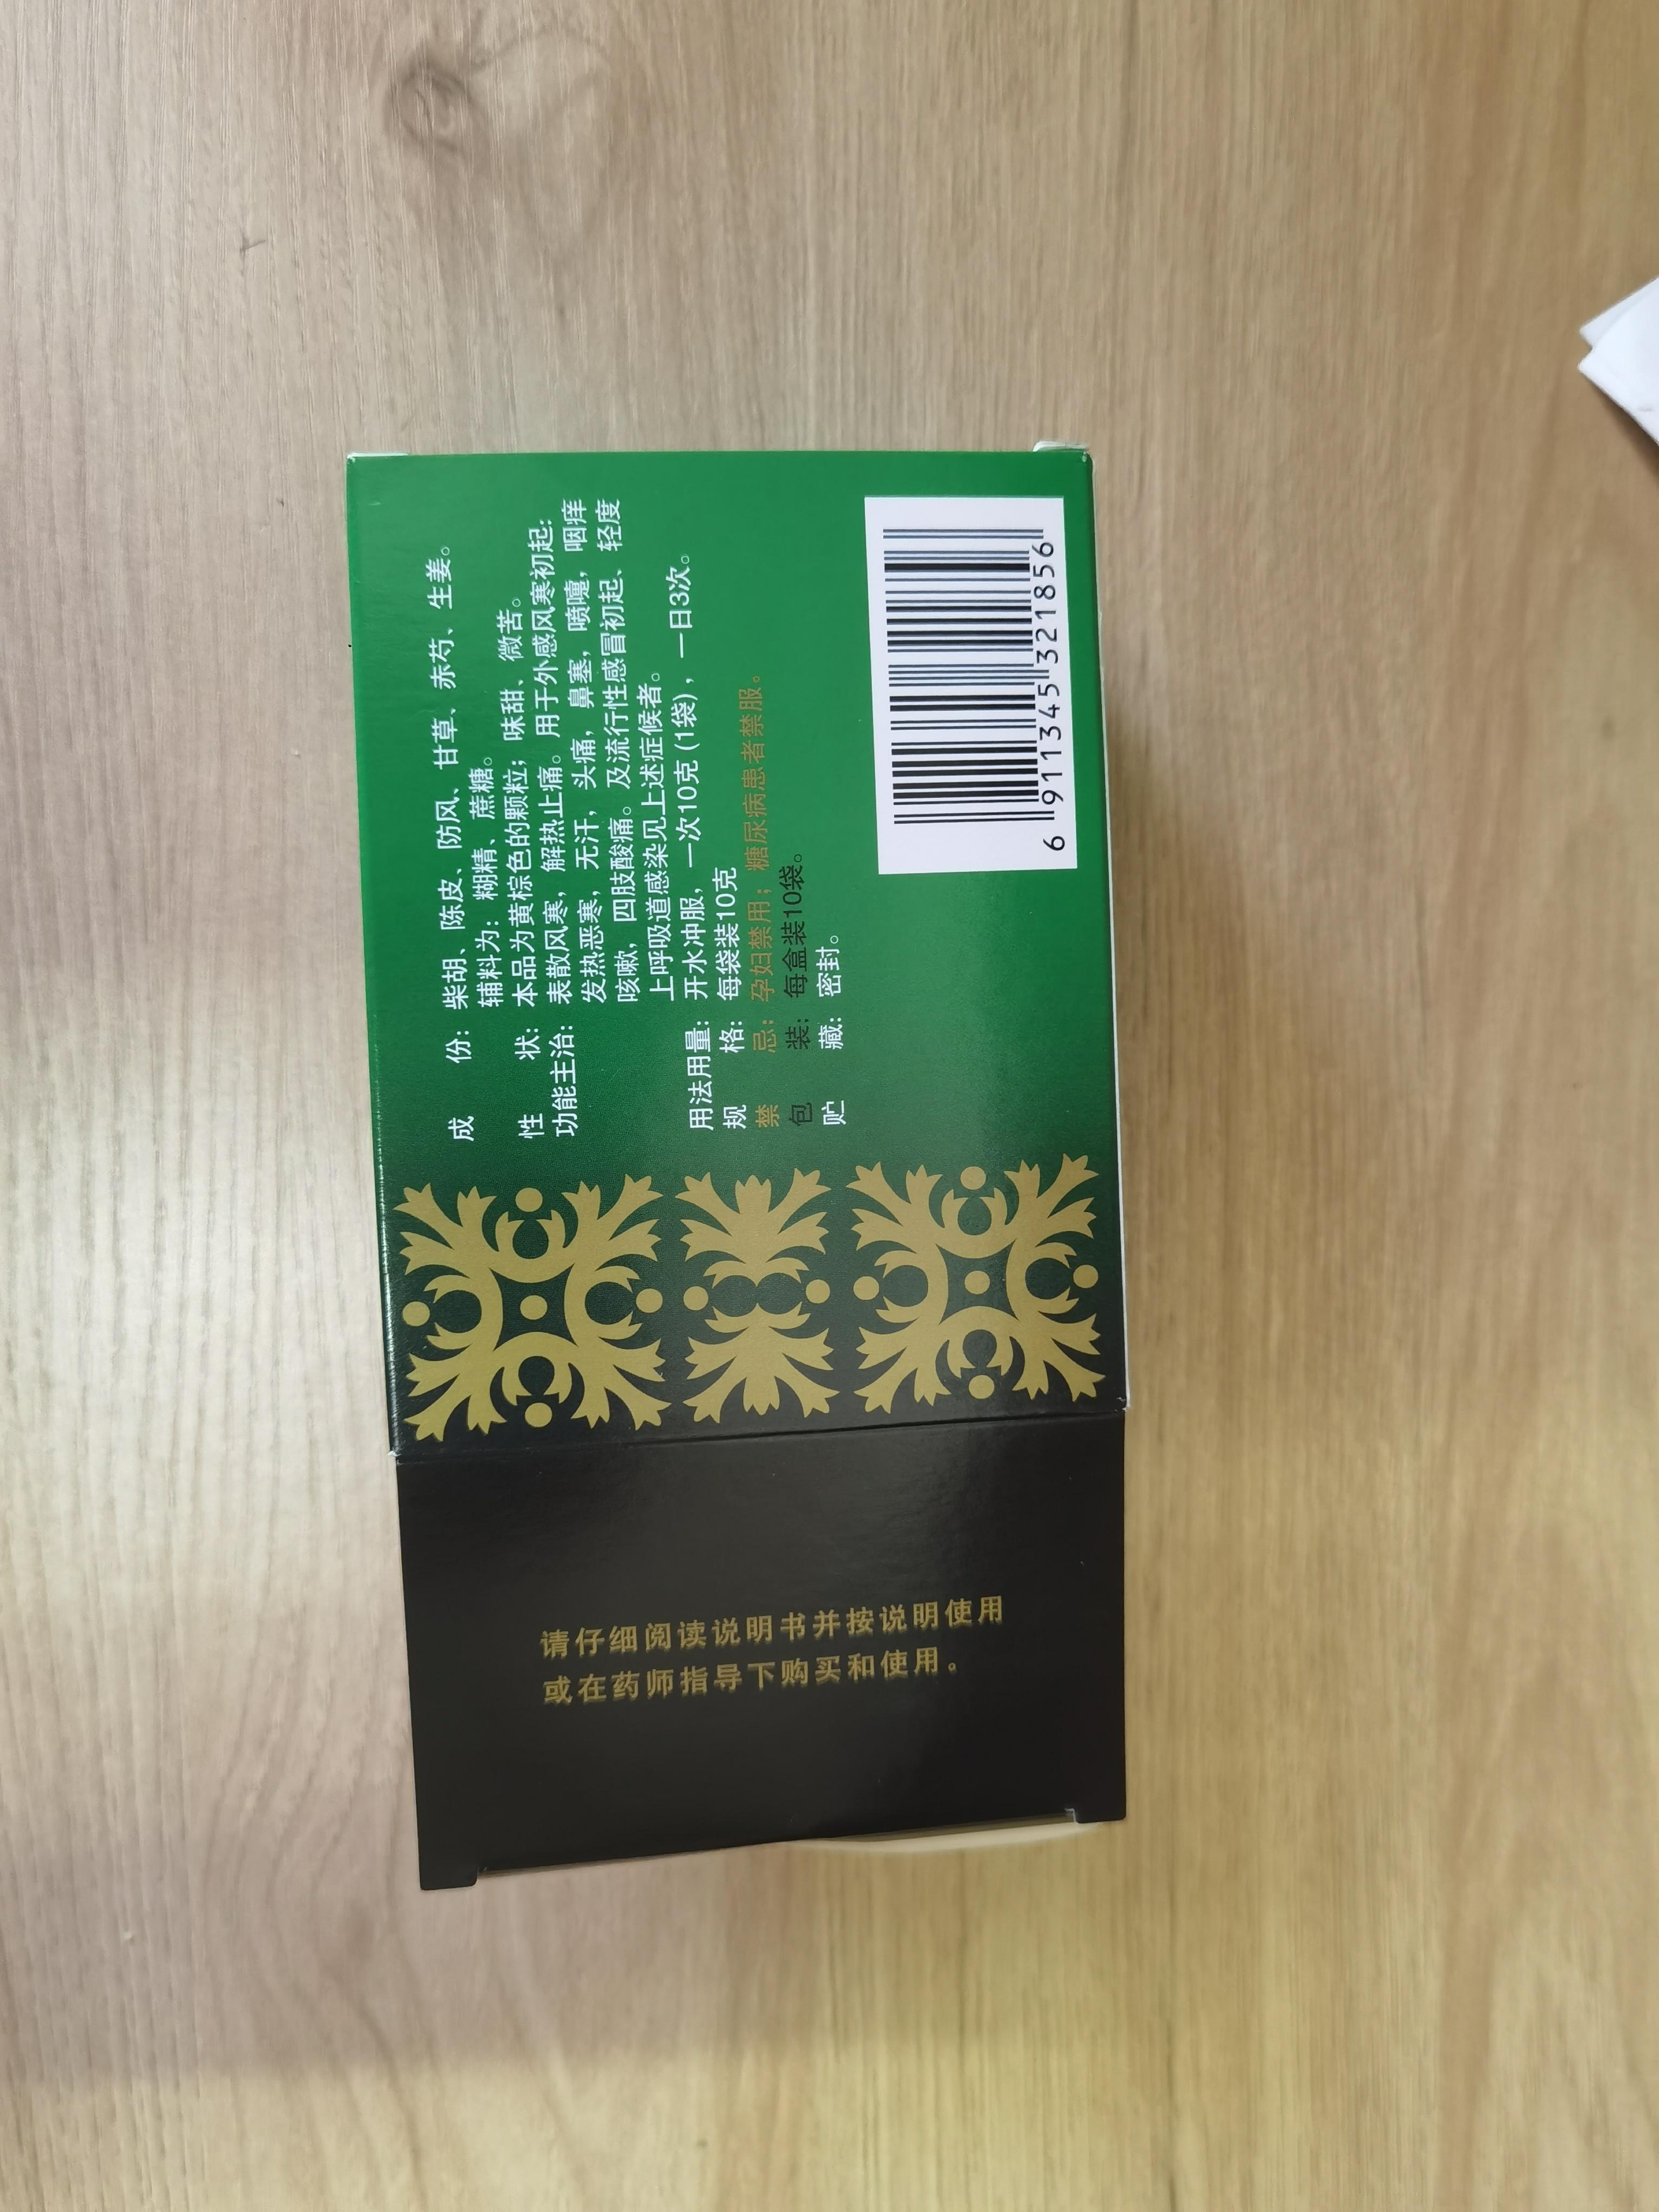 成份：柴胡、陈皮、防风、甘草、赤芍、生姜。
辅料为：糊精、蔗糖。
性状：本品为黄棕色的颗粒；味甜、微苦。
功能主治：表散风寒，解热止痛。用于外感风寒初起：
发热恶寒，无汗，头痛，鼻塞，喷嚏，咽痒
咳嗽，四肢酸痛。及流行性感冒初起、轻度
上呼吸道感染见上述症候者。
用法用量：开水冲服，一次10克 (1袋)，一日3次。
规格：每袋装10克
禁忌：孕妇禁用；糖尿病患者禁服。
包装：每盒装10袋。
贮藏：密封。
6 911345 321856
请仔细阅读说明书并按说明使用
或在药师指导下购买和使用。